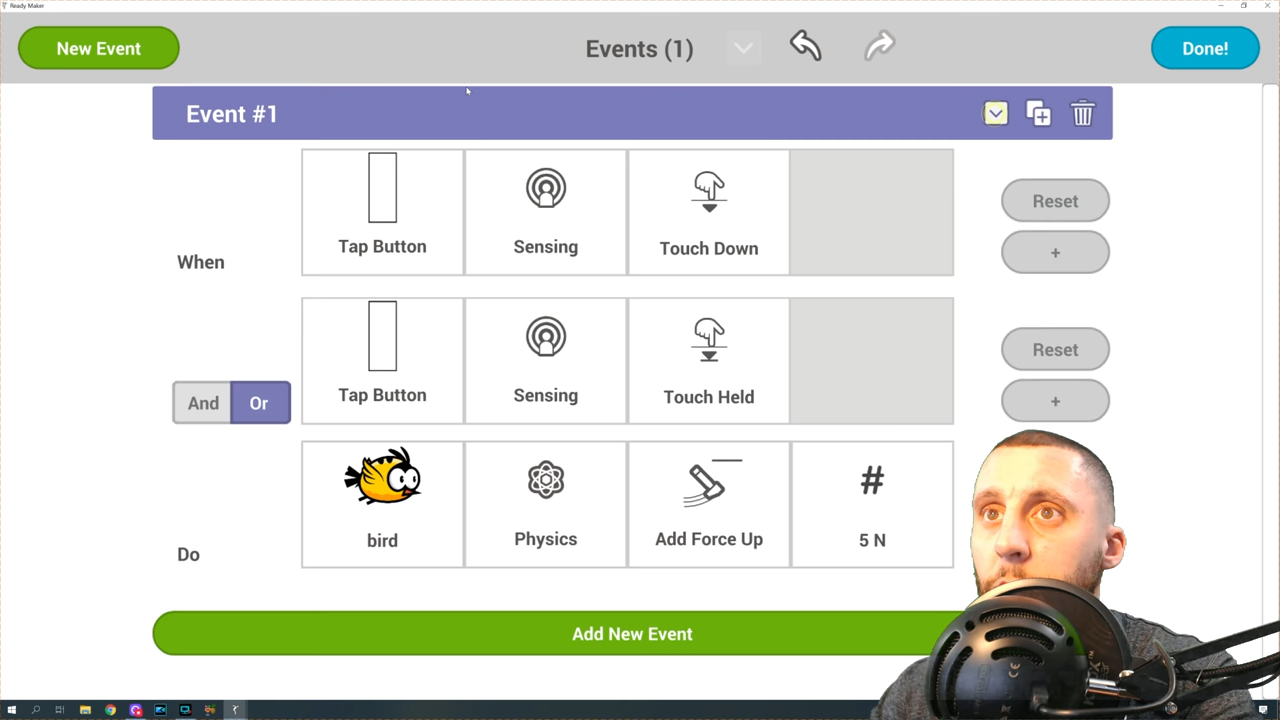 Ready Maker
New Event
Events (1)
Done!
Event #1
When
Tap Button
Sensing
Touch Down
Reset
+
And
Or
Tap Button
Sensing
Touch Held
Reset
+
Do
bird
Physics
Add Force Up
#
5 N
Add New Event